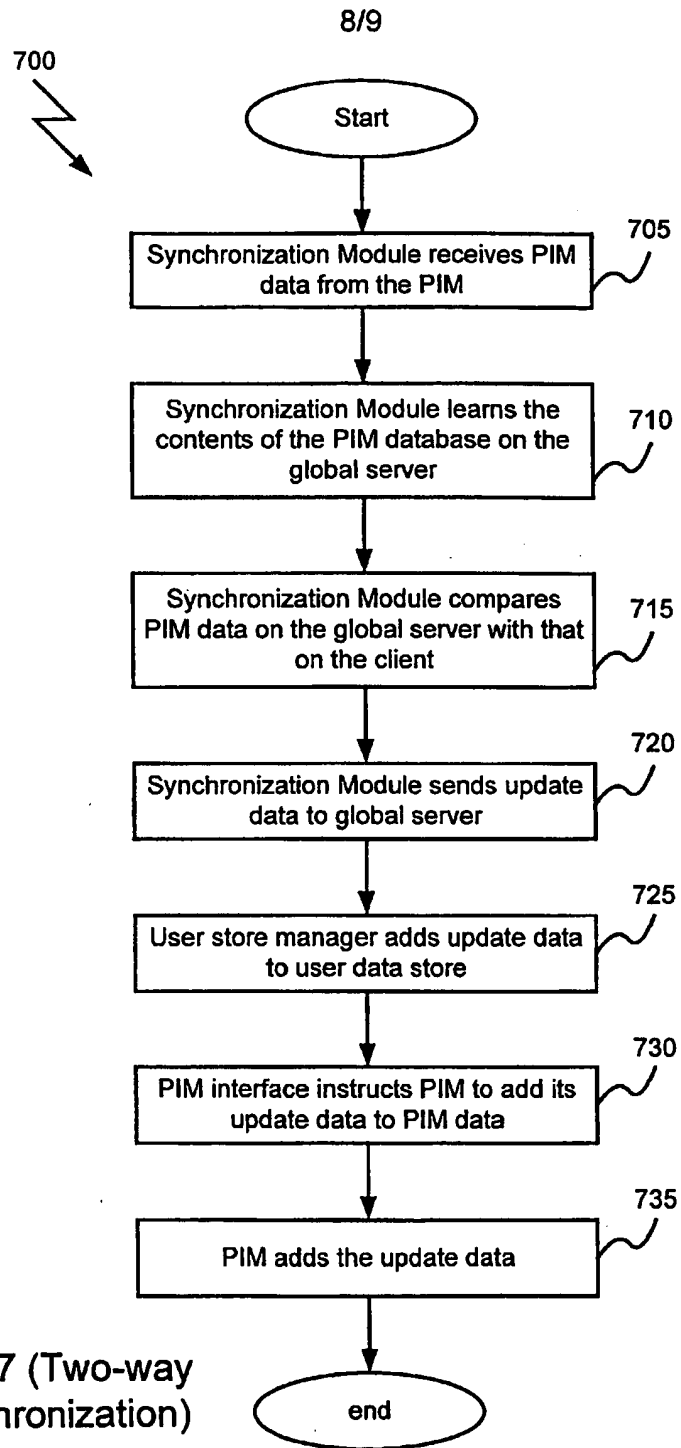 8/9
700
Start
Synchronization Module receives PIM
data from the PIM
705
Synchronization Module learns the
contents of the PIM database on the
global server
710
Synchronization Module compares
PIM data on the global server with that
on the client
715
Synchronization Module sends update
data to global server
720
User store manager adds update data
to user data store
725
PIM interface instructs PIM to add its
update data to PIM data
730
PIM adds the update data
735
7 (Two-way
hronization)
end